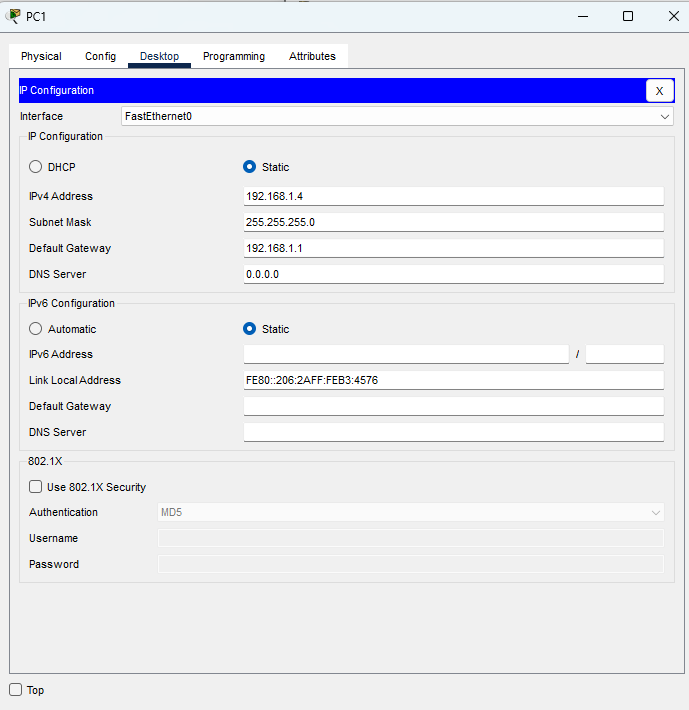 PC1
Physical Config Desktop Programming Attributes
IP Configuration X
Interface FastEthernet0
IP Configuration
DHCP Static
IPv4 Address 192.168.1.4
Subnet Mask 255.255.255.0
Default Gateway 192.168.1.1
DNS Server 0.0.0.0
IPv6 Configuration
Automatic Static
IPv6 Address /
Link Local Address FE80::206:2AFF:FEB3:4576
Default Gateway
DNS Server
802.1X
Use 802.1X Security
Authentication MD5
Username
Password
Top